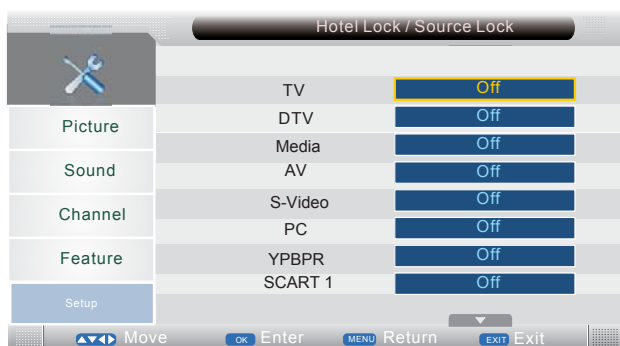 Hotel Lock / Source Lock
TV Off
DTV Off
Media Off
AV Off
S-Video Off
PC Off
YPBPR Off
SCART 1 Off
Picture
Sound
Channel
Feature
Setup
Move OK Enter MENU Return EXIT Exit